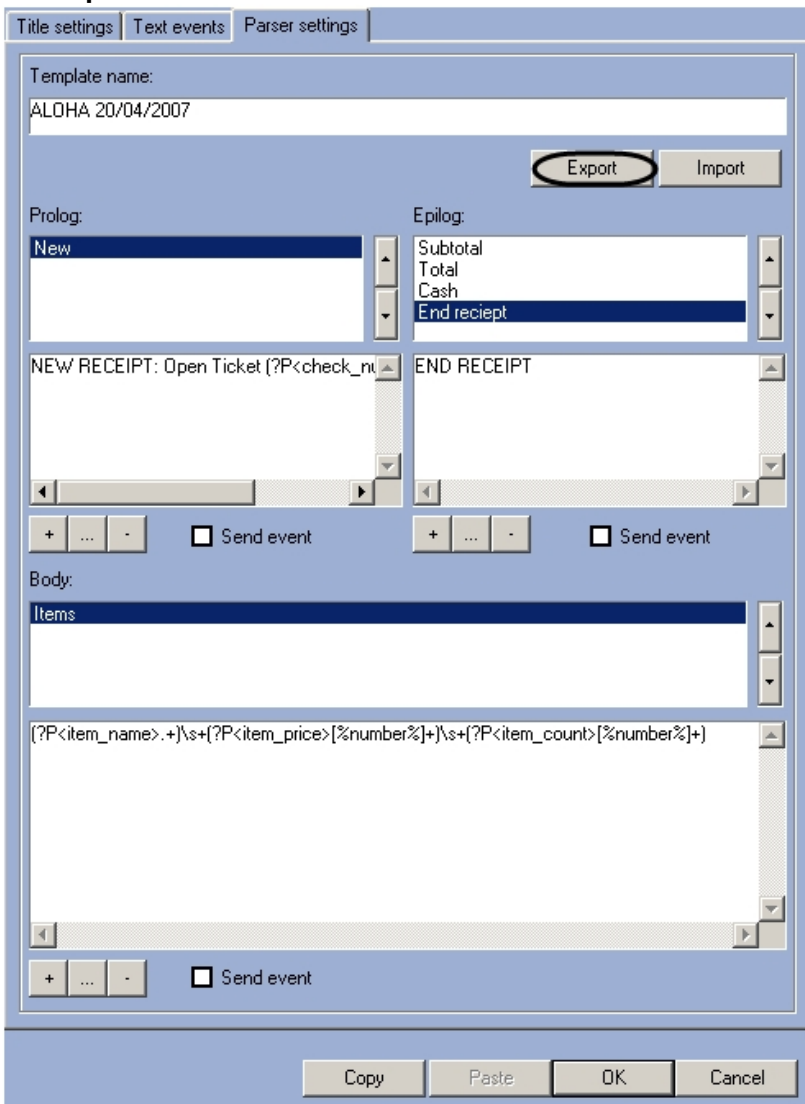 Title settings Text events Parser settings
Template name:
ALOHA 20/04/2007
Export Import
Prolog: Epilog:
New
Subtotal
Total
Cash
End reciept
NEW RECEIPT: Open Ticket (?P<check_nu
END RECEIPT
+ ... - Send event + ... - Send event
Body:
Items
(?P<item_name>.+)\s+(?P<item_price>[%number%]+)\s+(?P<item_count>[%number%]+)
+ ... - Send event
Copy Paste OK Cancel